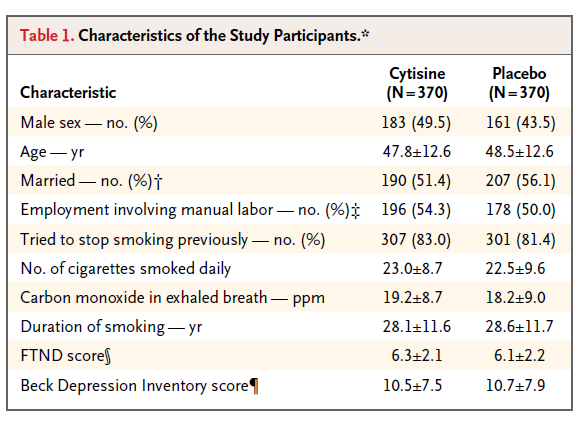 Table 1. Characteristics of the Study Participants.*
Characteristic Cytisine (N=370) Placebo (N=370)
Male sex — no. (%) 183 (49.5) 161 (43.5)
Age — yr 47.8±12.6 48.5±12.6
Married — no. (%)† 190 (51.4) 207 (56.1)
Employment involving manual labor — no. (%)‡ 196 (54.3) 178 (50.0)
Tried to stop smoking previously — no. (%) 307 (83.0) 301 (81.4)
No. of cigarettes smoked daily 23.0±8.7 22.5±9.6
Carbon monoxide in exhaled breath — ppm 19.2±8.7 18.2±9.0
Duration of smoking — yr 28.1±11.6 28.6±11.7
FTND score§ 6.3±2.1 6.1±2.2
Beck Depression Inventory score¶ 10.5±7.5 10.7±7.9